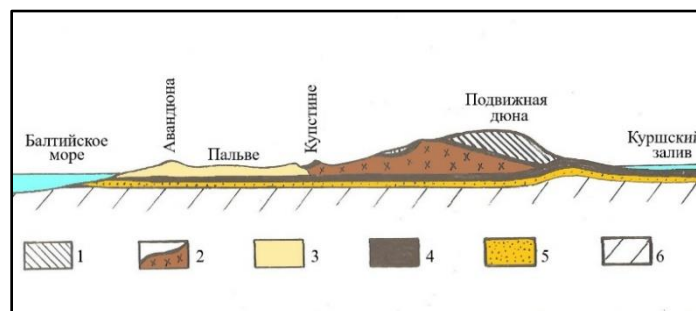 Балтийское
море
Авандюна
Пальве
Купстине
Подвижная
дюна
Куршский
залив
1
2
3
4
5
6